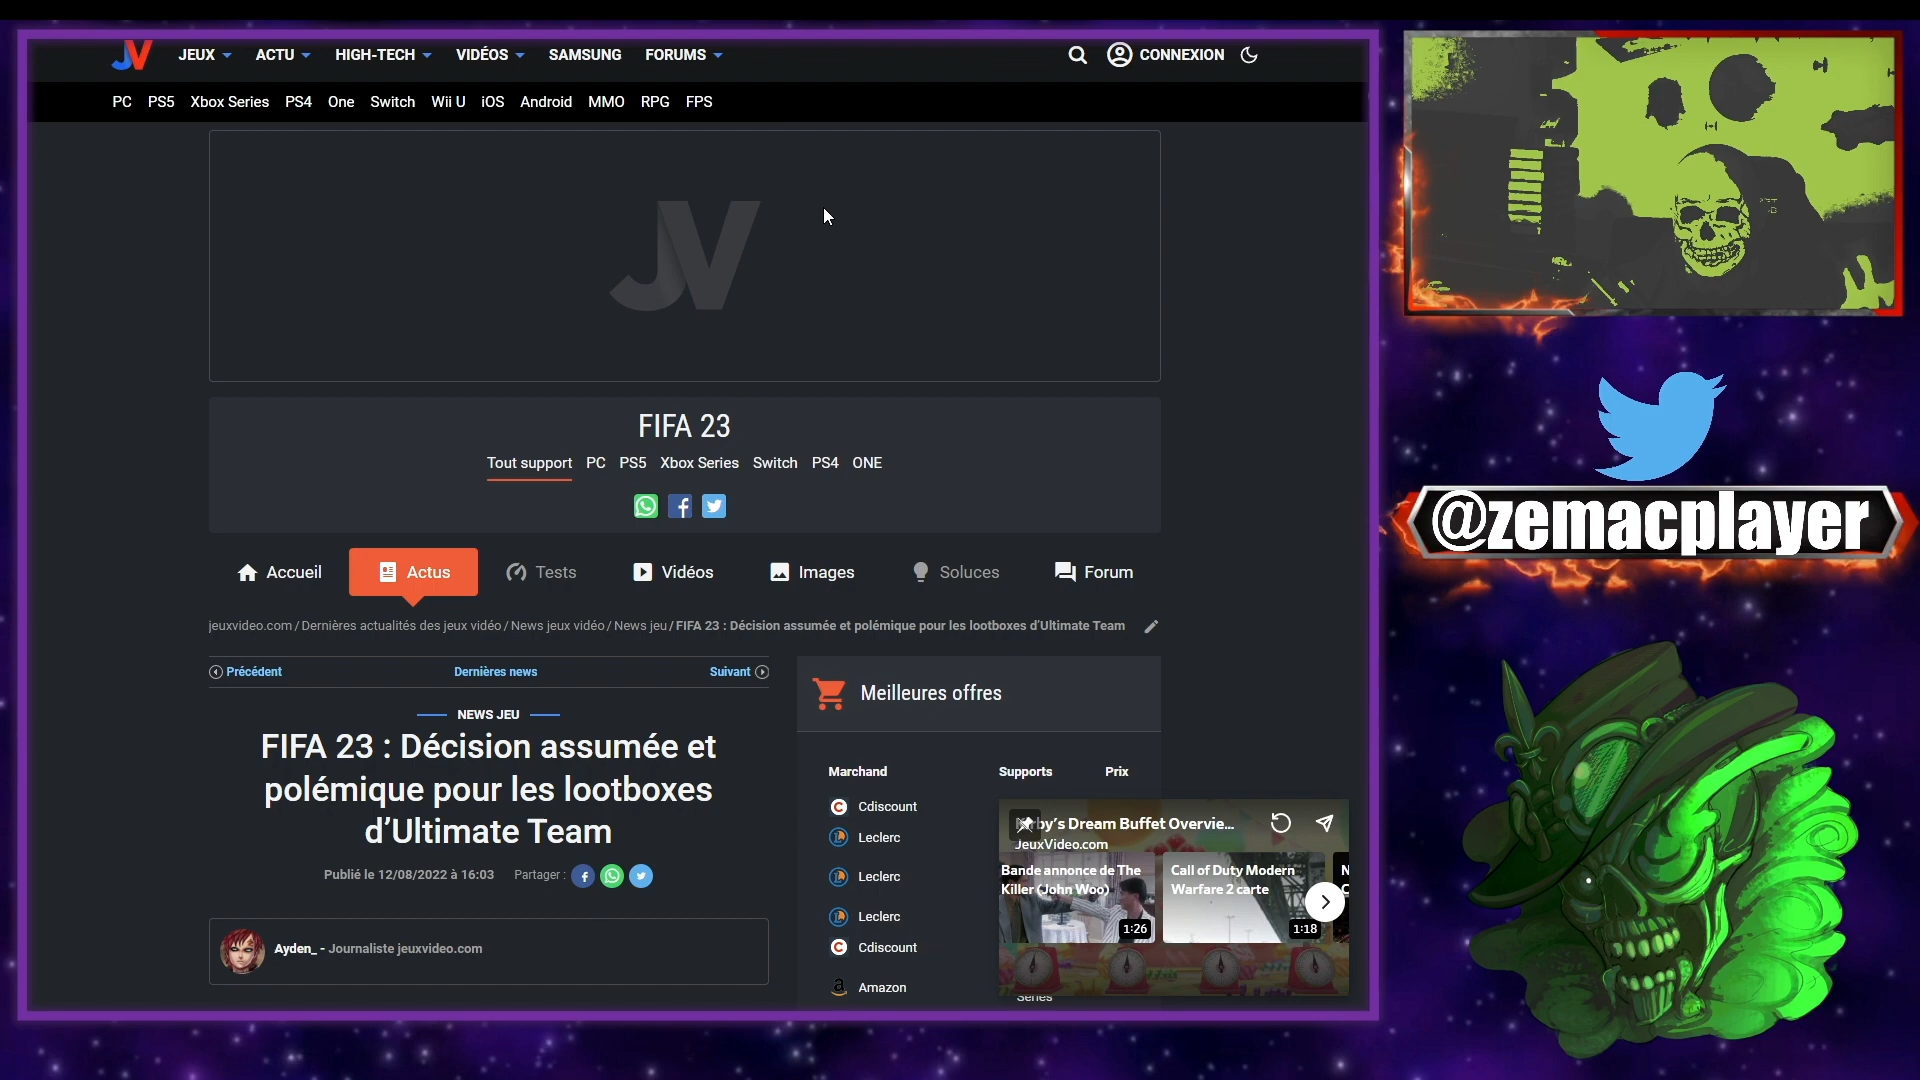 JV JEUX ACTU HIGH-TECH VIDÉOS SAMSUNG FORUMS CONNEXION
PC PS5 Xbox Series PS4 One Switch Wii U iOS Android MMO RPG FPS
JV
FIFA 23
Tout support PC PS5 Xbox Series Switch PS4 ONE
Accueil Actus Tests Vidéos Images Soluces Forum
jeuxvideo.com / Dernières actualités des jeux vidéo / News jeux vidéo / News jeu / FIFA 23 : Décision assumée et polémique pour les lootboxes d'Ultimate Team
Précédent Dernières news Suivant
NEWS JEU
FIFA 23 : Décision assumée et
polémique pour les lootboxes
d'Ultimate Team
Publié le 12/08/2022 à 16:03 Partager :
Ayden_ - Journaliste jeuxvideo.com
Meilleures offres
Marchand Supports Prix
Cdiscount
Leclerc
Leclerc
Leclerc
Cdiscount
Amazon
Series
Dream Buffet Overvie...
JeuxVideo.com
Bande annonce de The
Killer (John Woo)
1:26
Call of Duty Modern
Warfare 2 carte
1:18
@zemacplayer